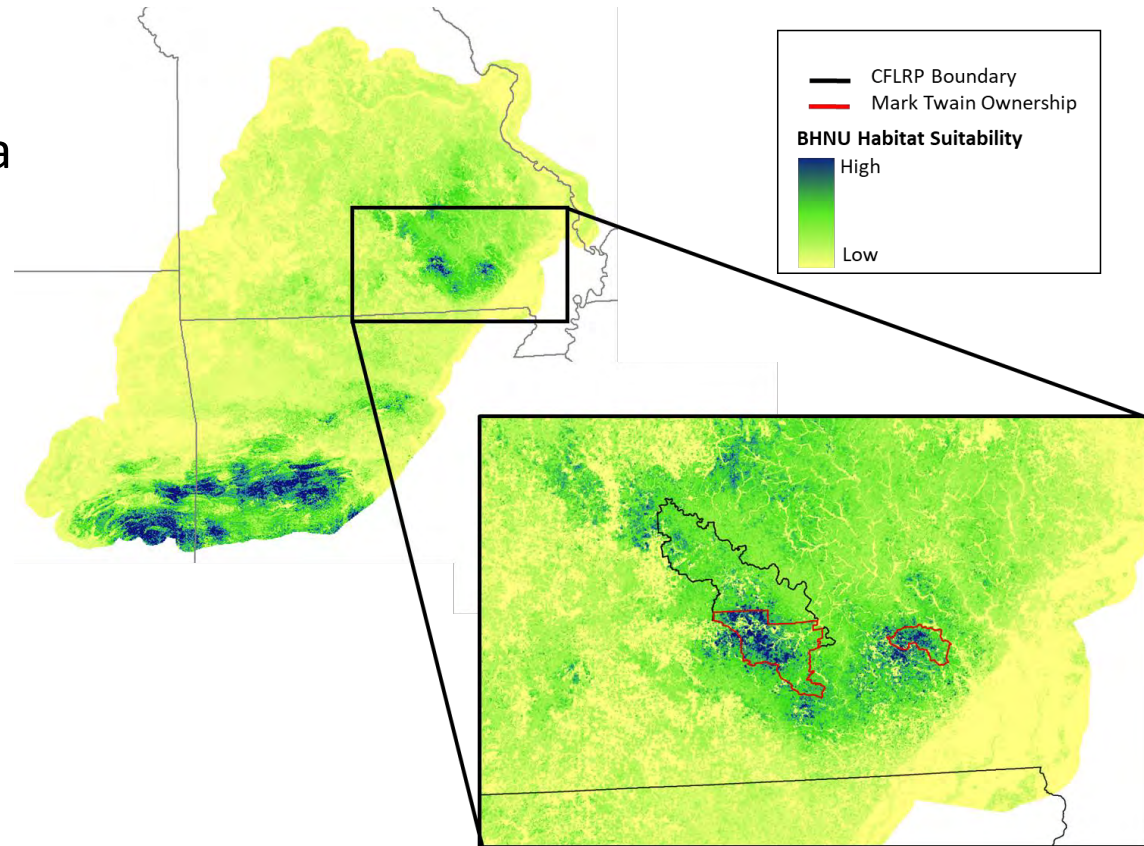 a
CFLRP Boundary
Mark Twain Ownership
BHNU Habitat Suitability
High
Low